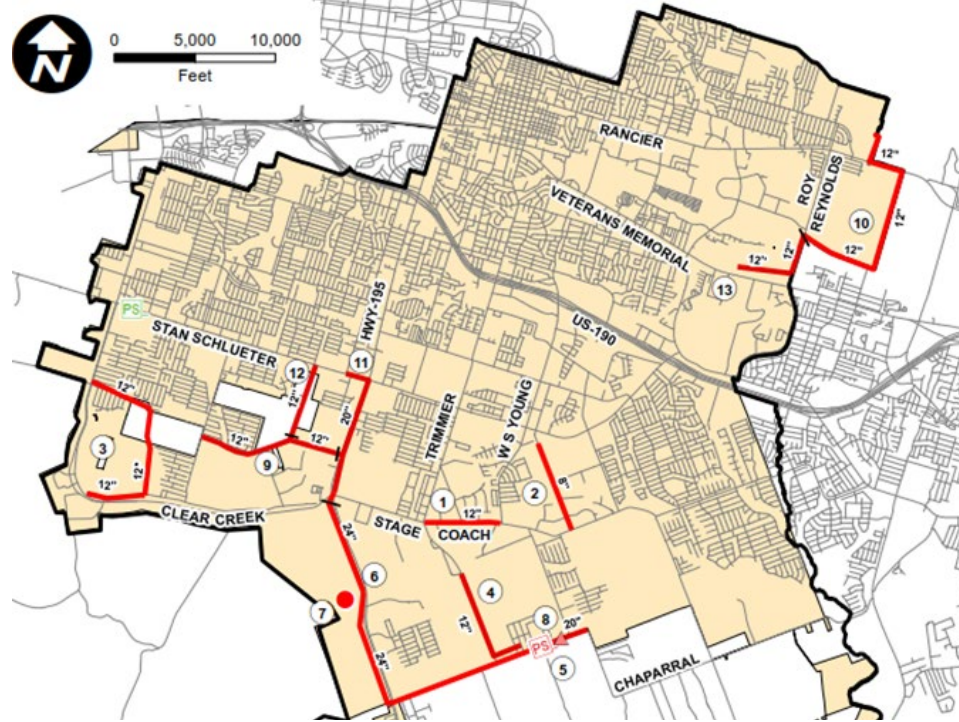 N
0 5,000 10,000
Feet
RANCIER
ROY
REYNOLDS
VETERANS MEMORIAL
12"
12"
10
12"
12"
12"
13
HWY-195
US-190
PS
STAN SCHLUETER
12
11
12"
12"
20"
TRIMMIER
W S YOUNG
3
12"
12"
12"
12"
9
8"
1
2
12"
CLEAR CREEK
STAGE
COACH
24"
6
4
7
12"
8
20"
PS
5
24"
CHAPARRAL